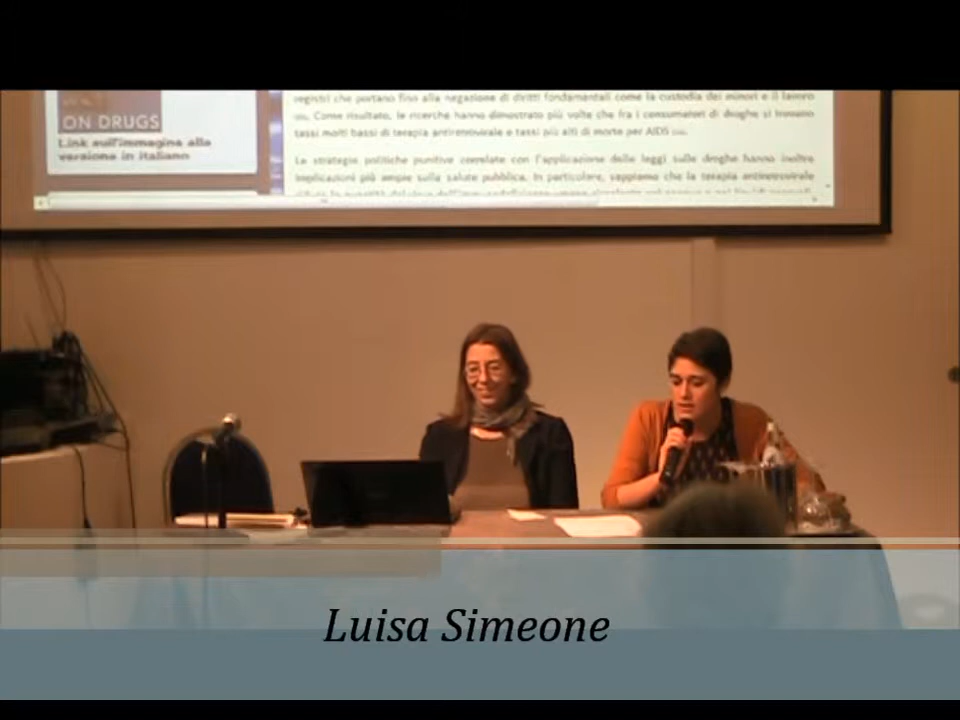 ON DRUGS
Link sull'immagine alla
versione in italiano
registri che portano fino alla negazione di diritti fondamentali come la custodia dei minori e il lavoro
Come risultato, le ricerche hanno dimostrato più volte che fra i consumatori di droghe si trovano
tassi molti bassi di terapia antiretrovirale e tassi più alti di morte per AIDS
Le strategie politiche punitive correlate con l'applicazione delle leggi sulle droghe hanno inoltre
implicazioni più ampie sulla salute pubblica. In particolare, sappiamo che la terapia antiretrovirale
Luisa Simeone